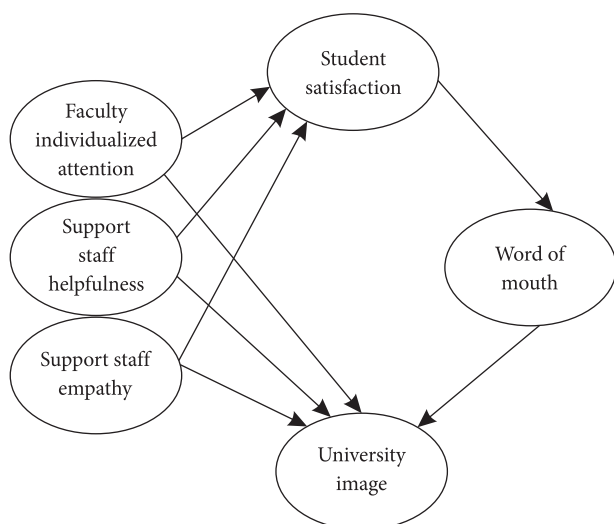 Student
satisfaction
Faculty
individualized
attention
Support
staff
helpfulness
Word of
mouth
Support staff
empathy
University
image